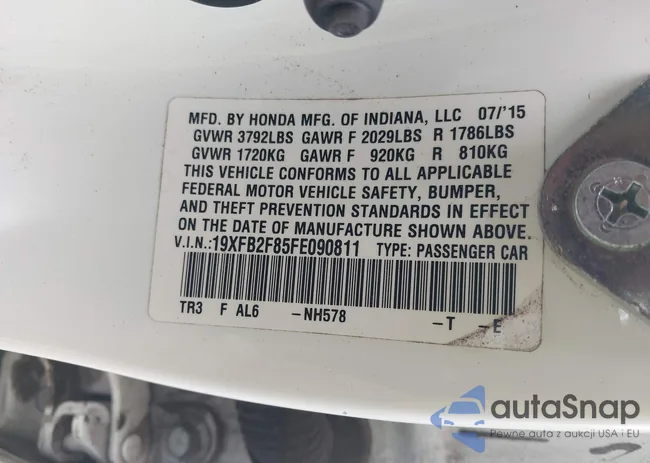 MFD. BY HONDA MFG. OF INDIANA, LLC 07/'15
GVWR 3792LBS GAWR F 2029LBS R 1786LBS
GVWR 1720KG GAWR F 920KG R 810KG
THIS VEHICLE CONFORMS TO ALL APPLICABLE
FEDERAL MOTOR VEHICLE SAFETY, BUMPER,
AND THEFT PREVENTION STANDARDS IN EFFECT
ON THE DATE OF MANUFACTURE SHOWN ABOVE.
V.I.N.:19XFB2F85FE090811 TYPE: PASSENGER CAR
TR3 F AL6 -NH578 -T -E
autoSnap
Pewne auta z aukcji USA i EU